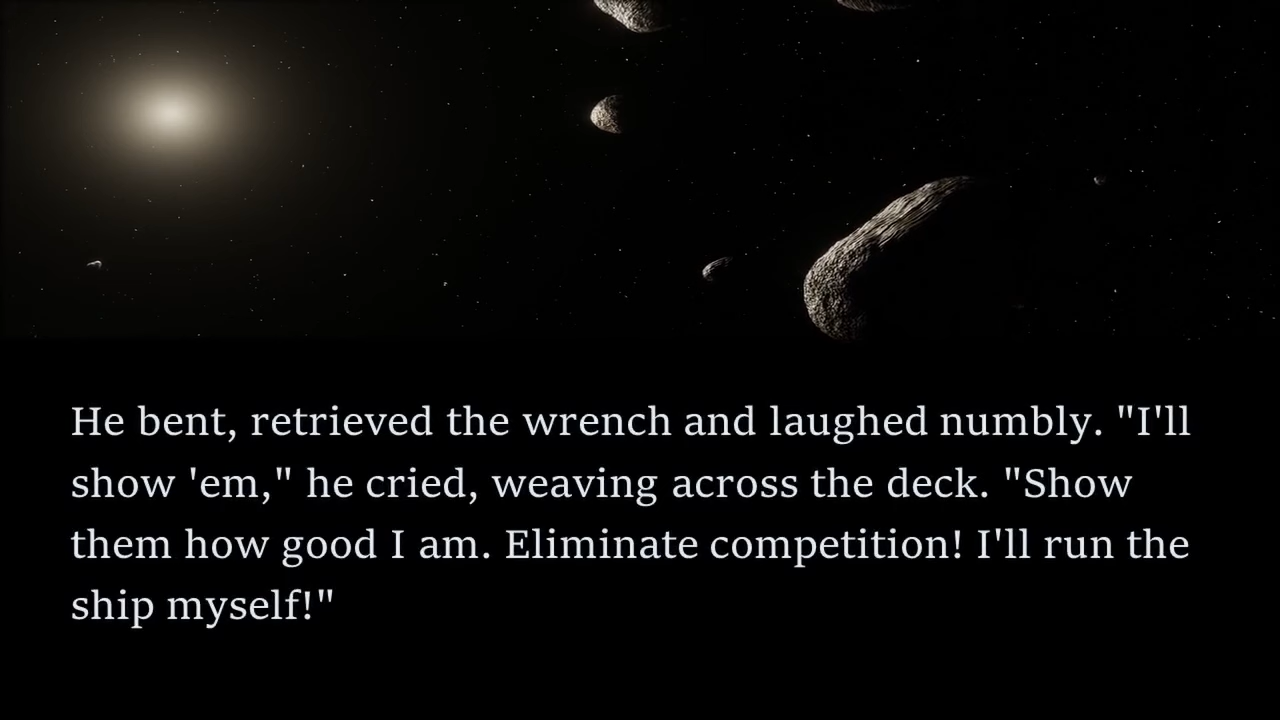 He bent, retrieved the wrench and laughed numbly. "I'll
show 'em," he cried, weaving across the deck. "Show
them how good I am. Eliminate competition! I'll run the
ship myself!"